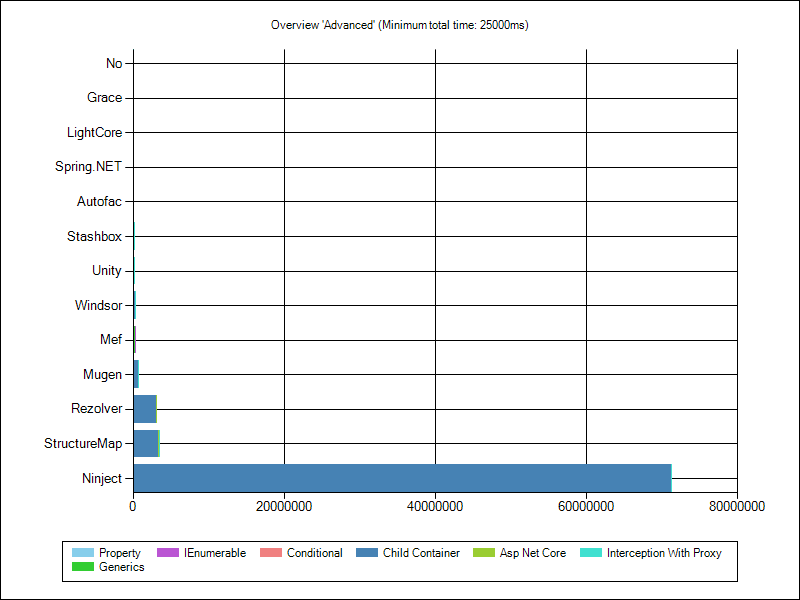 Overview 'Advanced' (Minimum total time: 25000ms)
No
Grace
LightCore
Spring.NET
Autofac
Stashbox
Unity
Windsor
Mef
Mugen
Rezolver
StructureMap
Ninject
0 20000000 40000000 60000000 80000000
Property IEnumerable Conditional Child Container Asp Net Core Interception With Proxy
Generics